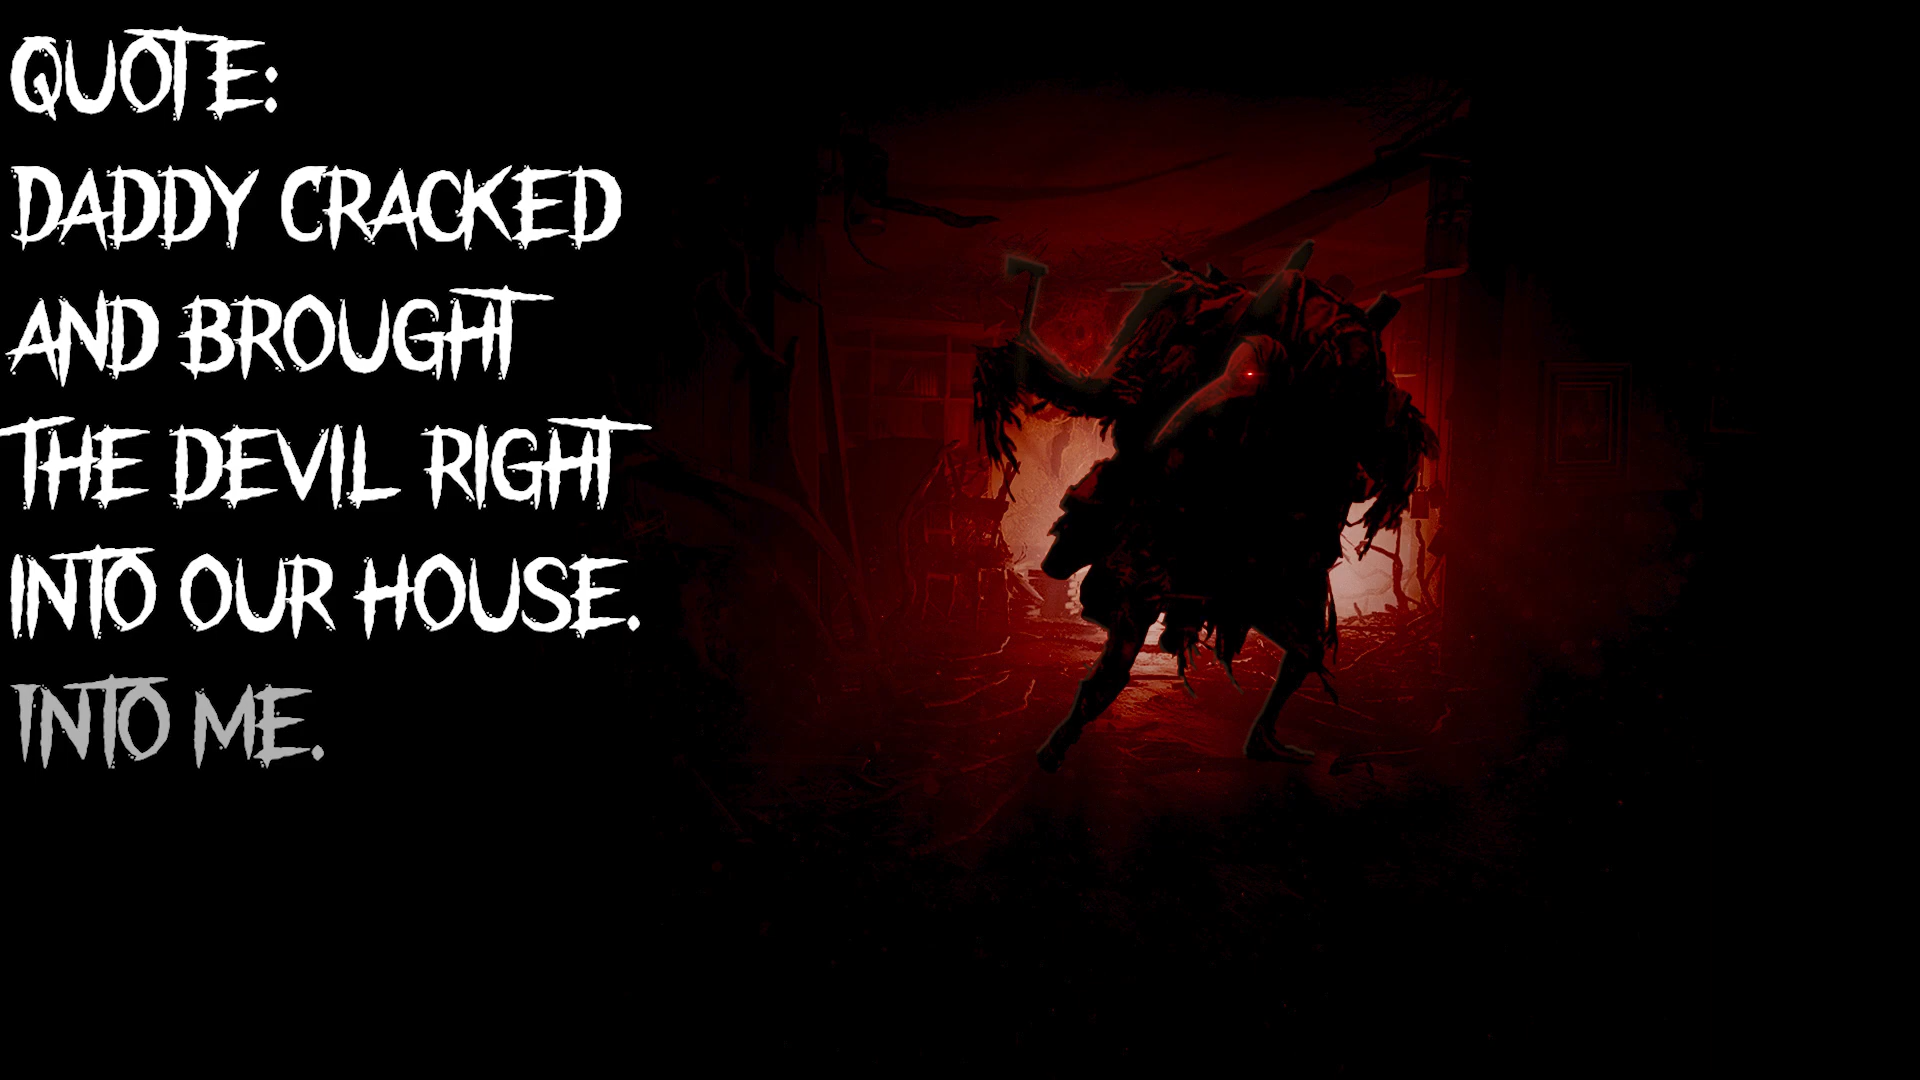 QUOTE:
DADDY CRACKED
AND BROUGHT
THE DEVIL RIGHT
INTO OUR HOUSE.
INTO ME.